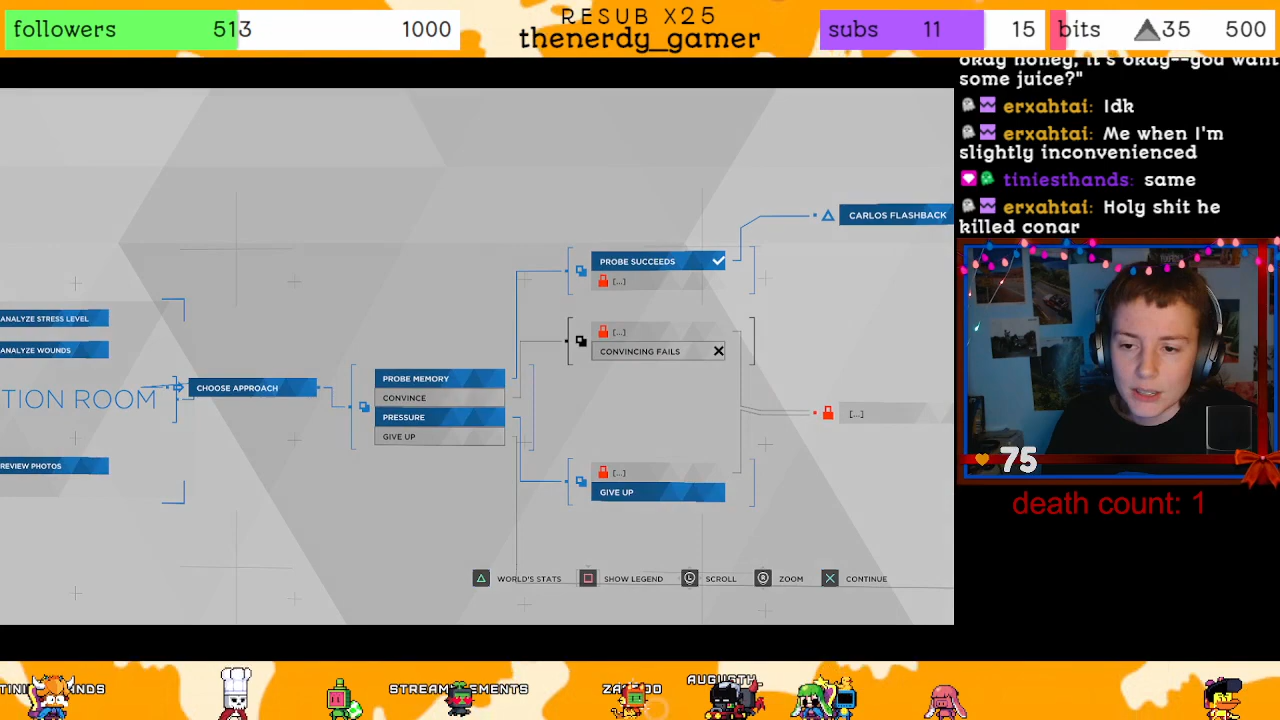 followers 513 1000
RESUB X25
thenerdy_gamer
subs 11 15
bits 35 500
okay honey, it's okay--you want
some juice?"
erxahtai: Idk
erxahtai: Me when I'm
slightly inconvenienced
tiniesthands: same
erxahtai: Holy shit he
killed conar
CARLOS FLASHBACK
PROBE SUCCEEDS
[...]
[...]
CONVINCING FAILS
ANALYZE STRESS LEVEL
ANALYZE WOUNDS
TION ROOM
CHOOSE APPROACH
PROBE MEMORY
CONVINCE
PRESSURE
GIVE UP
[...]
REVIEW PHOTOS
[...]
GIVE UP
75
death count: 1
WORLD'S STATS
SHOW LEGEND
L SCROLL
R ZOOM
CONTINUE
STREAMELEMENTS